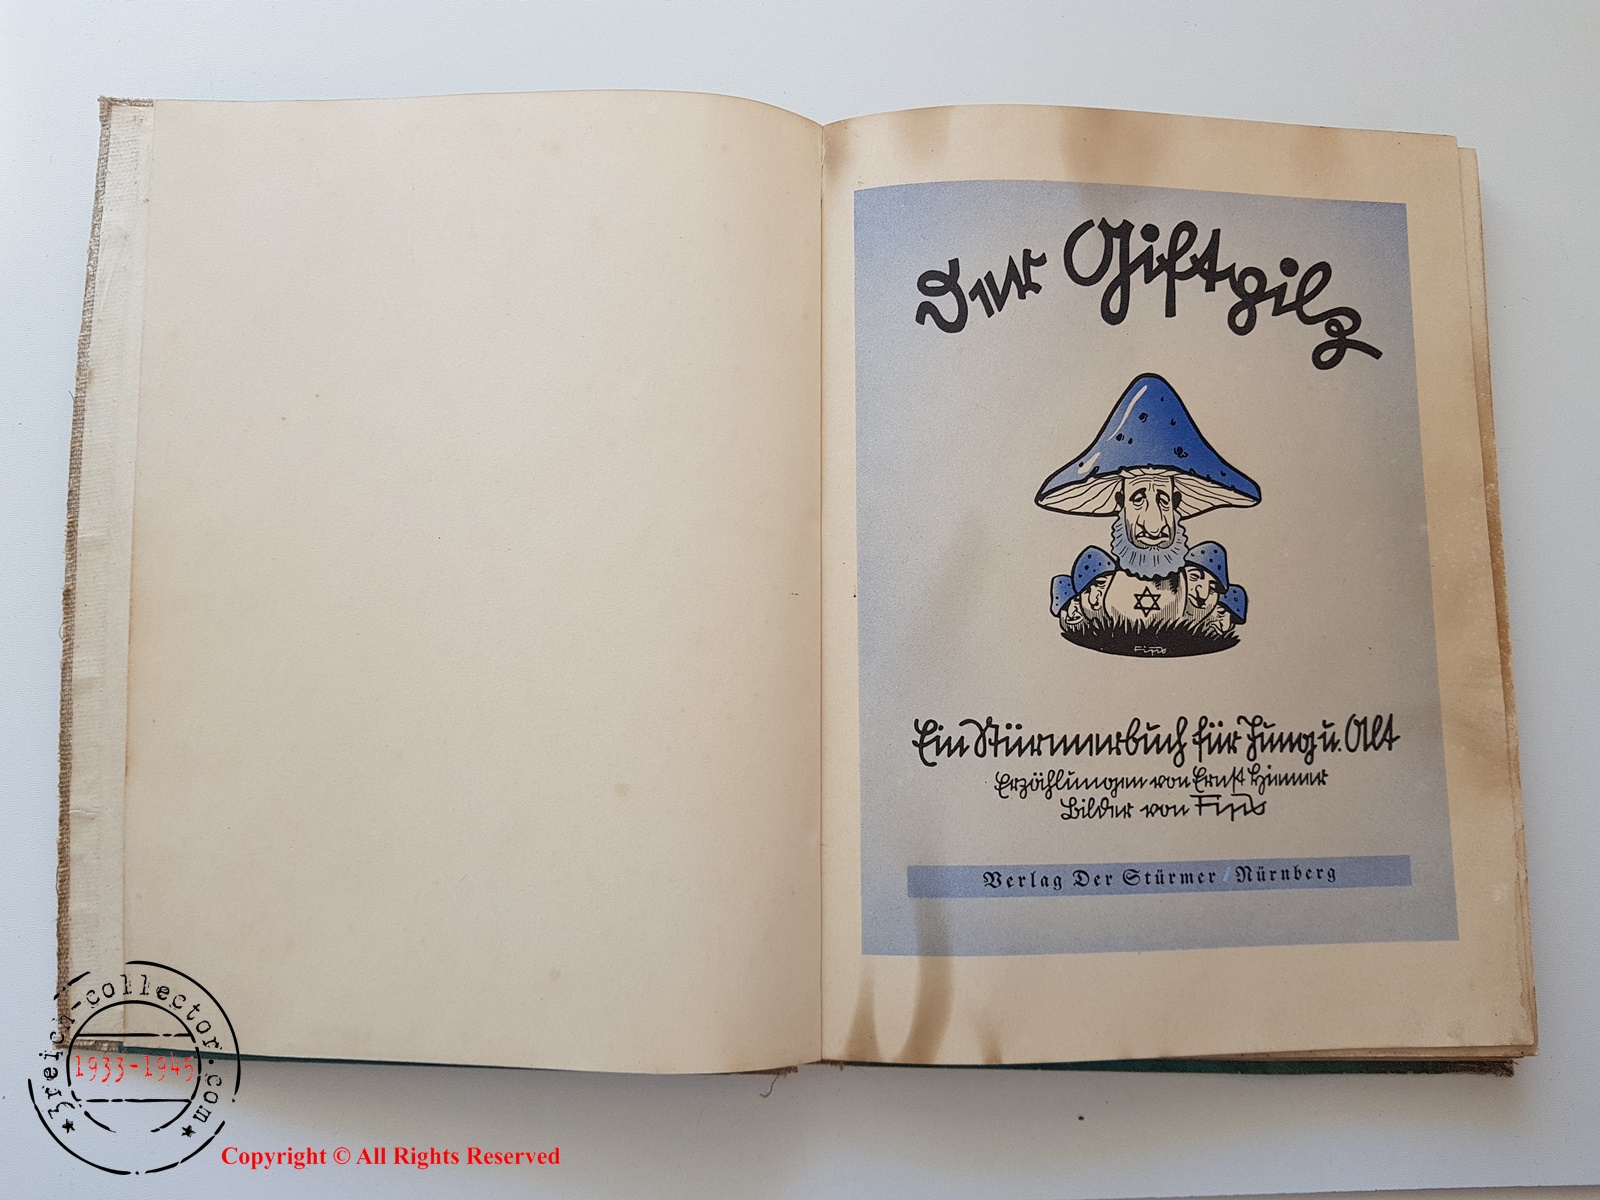 Der Giftpilz
Fips
Ein Stürmerbuch für Jung u. Alt
Erzählungen von Ernst Hiemer
Bilder von Fips
Verlag Der Stürmer / Nürnberg
3reich-collector.com
1933-1945
Copyright © All Rights Reserved